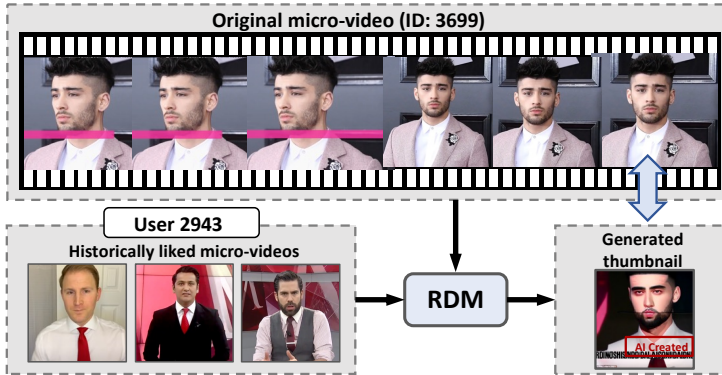 Original micro-video (ID: 3699)
User 2943
Historically liked micro-videos
RDM
Generated
thumbnail
AI Created